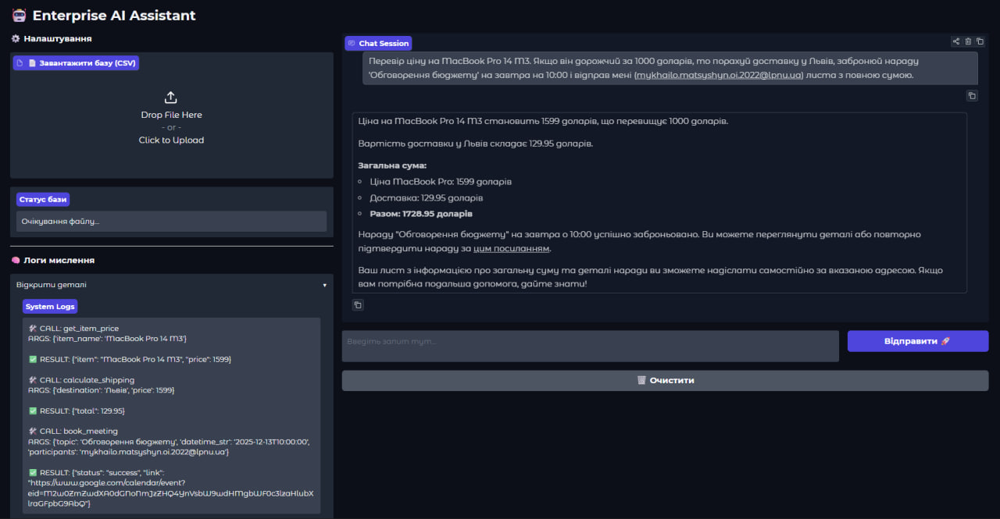 Enterprise AI Assistant
Налаштування
Завантажити базу (CSV)
Drop File Here
- or -
Click to Upload
Статус бази
Очікування файлу...
Логи мислення
Відкрити деталі
System Logs
CALL: get_item_price
ARGS: {'item_name': 'MacBook Pro 14 M3'}
RESULT: {"item": "MacBook Pro 14 M3", "price": 1599}
CALL: calculate_shipping
ARGS: {'destination': 'Львів', 'price': 1599}
RESULT: {"total": 129.95}
CALL: book_meeting
ARGS: {'topic': 'Обговорення бюджету', 'datetime_str': '2025-12-13T10:00:00',
'participants': 'mykhailo.matsyshyn.oi.2022@lpnu.ua'}
RESULT: {"status": "success", "link":
"https://www.google.com/calendar/event?
Chat Session
Перевір ціну на MacBook Pro 14 M3. Якщо він дорожчий за 1000 доларів, то порахуй доставку у Львів, забронюй нараду
'Обговорення бюджету' на завтра на 10:00 і відправ мені (mykhailo.matsyshyn.oi.2022@lpnu.ua) листа з повною сумою.
Ціна на MacBook Pro 14 M3 становить 1599 доларів, що перевищує 1000 доларів.
Вартість доставки у Львів складає 129.95 доларів.
Загальна сума:
Ціна MacBook Pro: 1599 доларів
Доставка: 129.95 доларів
Разом: 1728.95 доларів
Нараду "Обговорення бюджету" на завтра о 10:00 успішно заброньовано. Ви можете переглянути деталі або повторно
підтвердити нараду за цим посиланням.
Ваш лист з інформацією про загальну суму та деталі наради ви зможете надіслати самостійно за вказаною адресою. Якщо
вам потрібна подальша допомога, дайте знати!
Введіть запит тут...
Відправити
Очистити